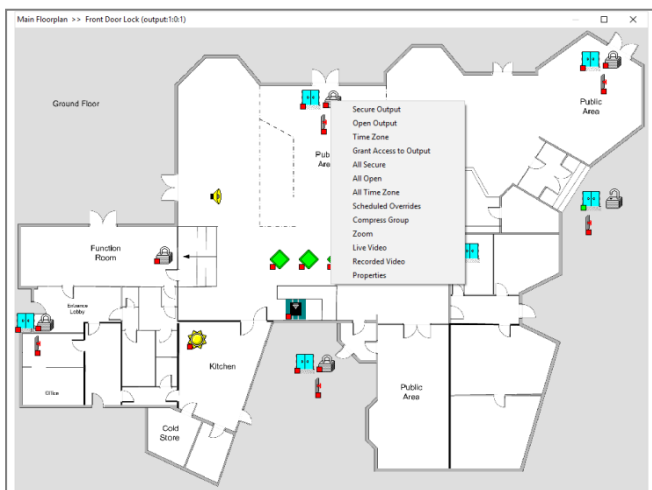 Main Floorplan >> Front Door Lock (output:1:0:1)
Ground Floor
Public
Area
Secure Output
Open Output
Time Zone
Grant Access to Output
All Secure
All Open
All Time Zone
Scheduled Overrides
Compress Group
Zoom
Live Video
Recorded Video
Properties
Function
Room
Entrance
Lobby
Kitchen
Office
Public
Area
Cold
Store